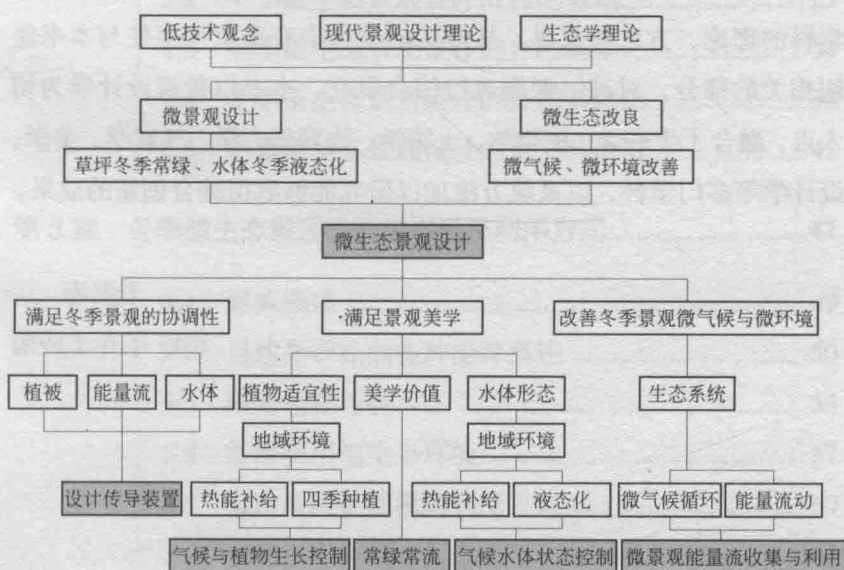 低技术观念 现代景观设计理论 生态学理论
微景观设计 微生态改良
草坪冬季常绿、水体冬季液态化 微气候、微环境改善
微生态景观设计
满足冬季景观的协调性 ·满足景观美学 改善冬季景观微气候与微环境
植被 能量流 水体 植物适宜性 美学价值 水体形态 生态系统
地域环境 地域环境
设计传导装置 热能补给 四季种植 热能补给 液态化 微气候循环 能量流动
气候与植物生长控制 常绿常流 气候水体状态控制 微景观能量流收集与利用